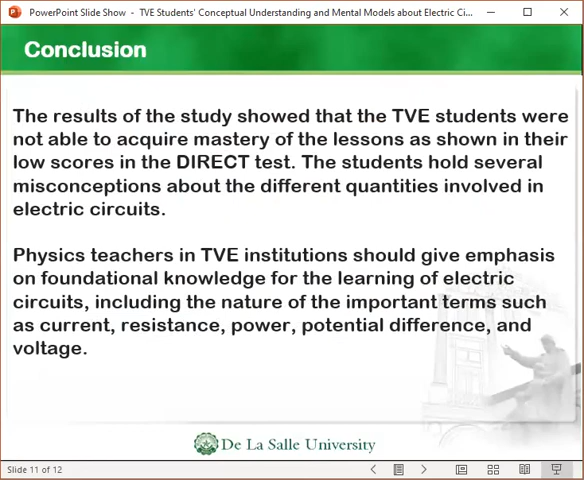 PowerPoint Slide Show - TVE Students' Conceptual Understanding and Mental Models about Electric Ci...
Conclusion
The results of the study showed that the TVE students were
not able to acquire mastery of the lessons as shown in their
low scores in the DIRECT test. The students hold several
misconceptions about the different quantities involved in
electric circuits.
Physics teachers in TVE institutions should give emphasis
on foundational knowledge for the learning of electric
circuits, including the nature of the important terms such
as current, resistance, power, potential difference, and
voltage.
De La Salle University
Slide 11 of 12